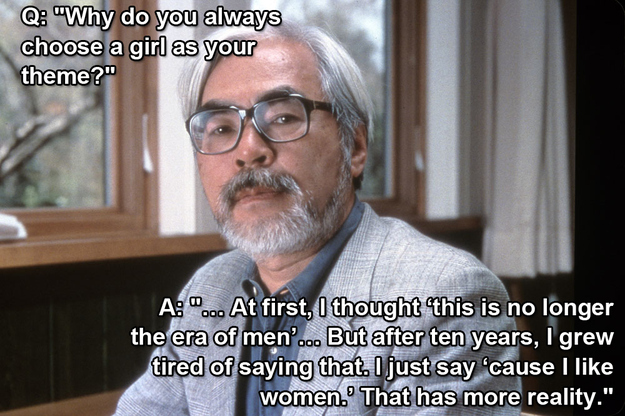 Q: "Why do you always
choose a girl as your
theme?"
A: "... At first, I thought ‘this is no longer
the era of men’... But after ten years, I grew
tired of saying that. I just say ‘cause I like
women.’ That has more reality."